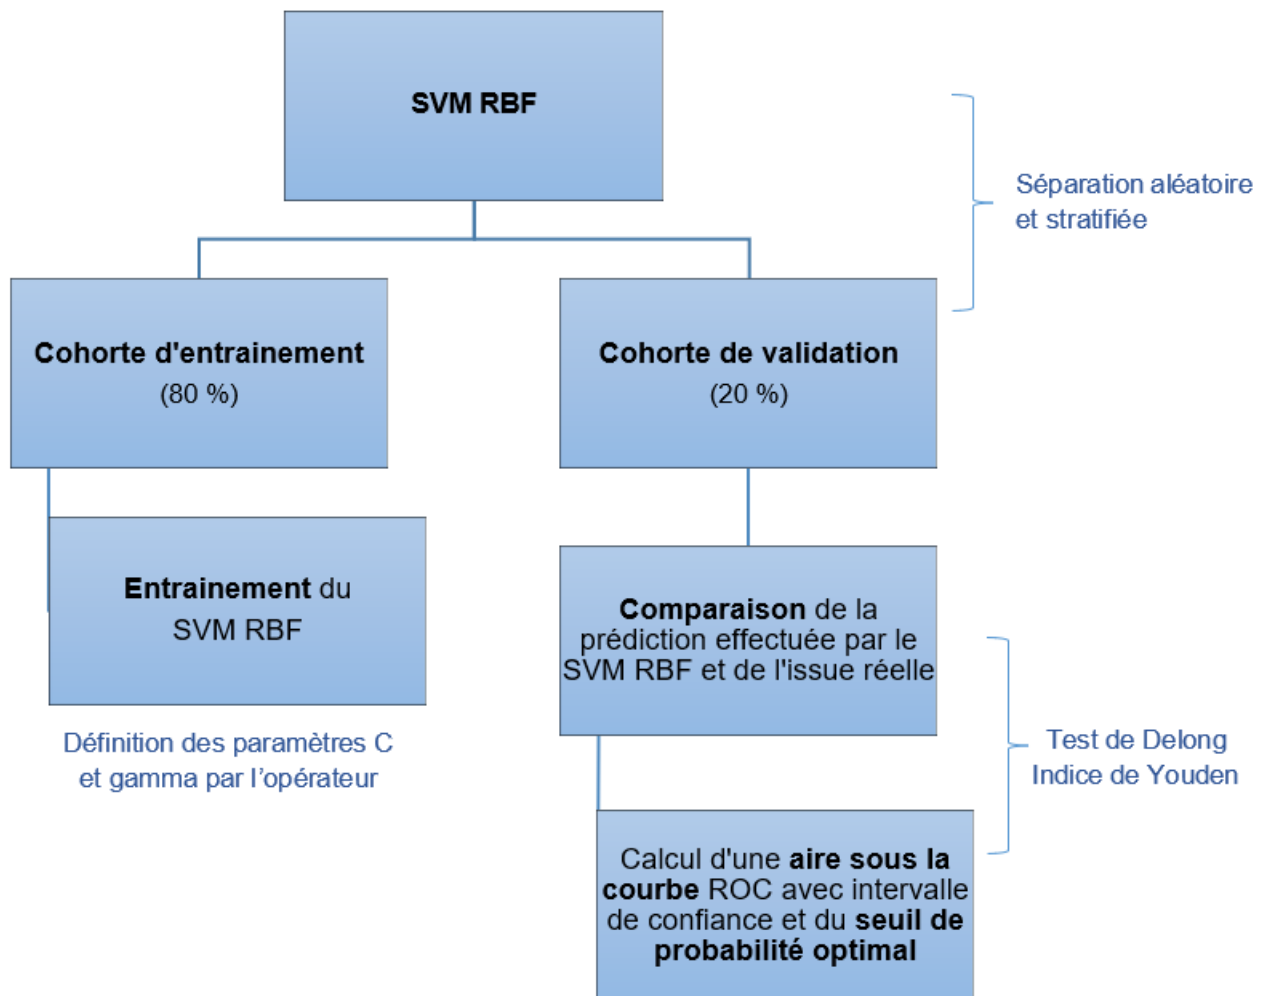 SVM RBF
Séparation aléatoire
et stratifiée
Cohorte d'entrainement
(80 %)
Cohorte de validation
(20 %)
Entrainement du
SVM RBF
Définition des paramètres C
et gamma par l’opérateur
Comparaison de la
prédiction effectuée par le
SVM RBF et de l'issue réelle
Test de Delong
Indice de Youden
Calcul d'une aire sous la
courbe ROC avec intervalle
de confiance et du seuil de
probabilité optimal